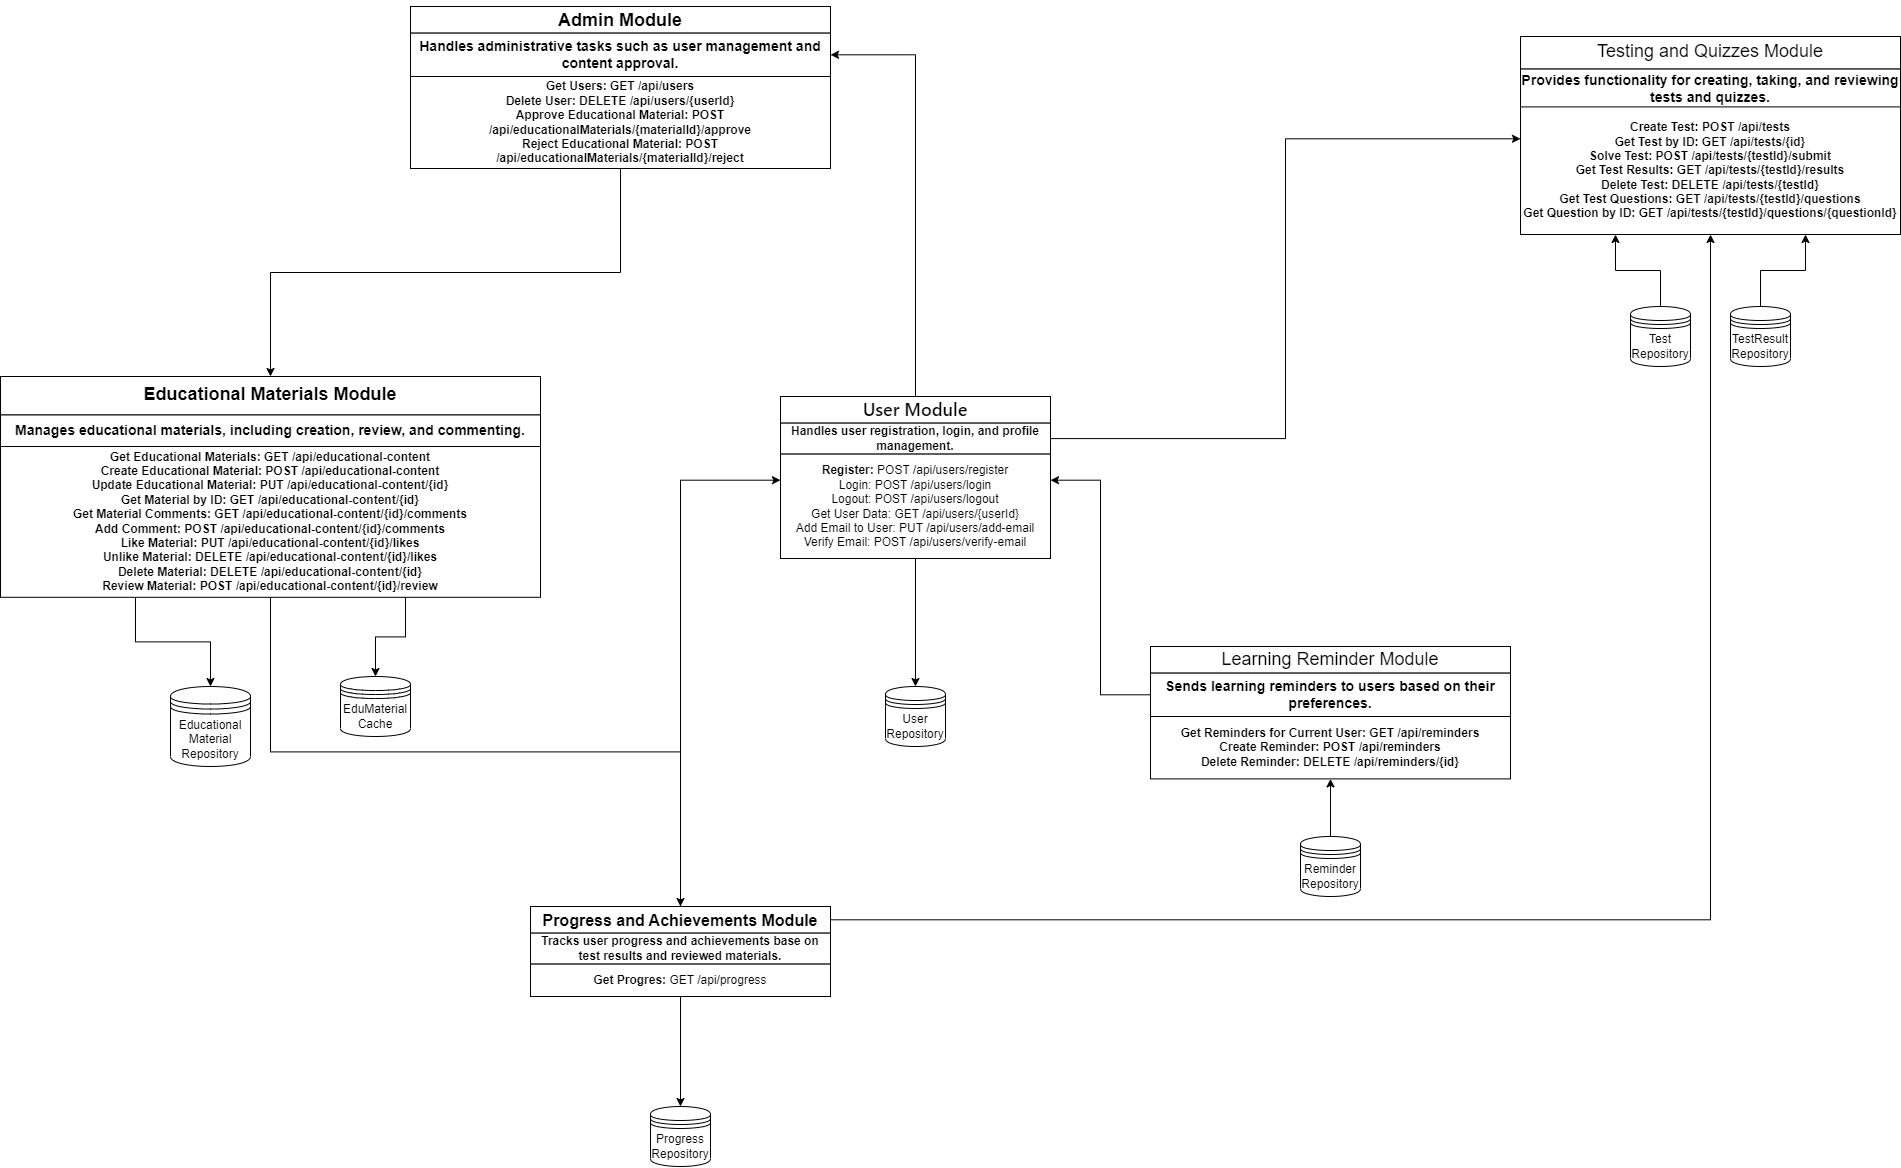 Admin Module
Handles administrative tasks such as user management and
content approval.
Get Users: GET /api/users
Delete User: DELETE /api/users/{userId}
Approve Educational Material: POST
/api/educationalMaterials/{materialId}/approve
Reject Educational Material: POST
/api/educationalMaterials/{materialId}/reject
Testing and Quizzes Module
Provides functionality for creating, taking, and reviewing
tests and quizzes.
Create Test: POST /api/tests
Get Test by ID: GET /api/tests/{id}
Solve Test: POST /api/tests/{testId}/submit
Get Test Results: GET /api/tests/{testId}/results
Delete Test: DELETE /api/tests/{testId}
Get Test Questions: GET /api/tests/{testId}/questions
Get Question by ID: GET /api/tests/{testId}/questions/{questionId}
Test
Repository
TestResult
Repository
Educational Materials Module
Manages educational materials, including creation, review, and commenting.
Get Educational Materials: GET /api/educational-content
Create Educational Material: POST /api/educational-content
Update Educational Material: PUT /api/educational-content/{id}
Get Material by ID: GET /api/educational-content/{id}
Get Material Comments: GET /api/educational-content/{id}/comments
Add Comment: POST /api/educational-content/{id}/comments
Like Material: PUT /api/educational-content/{id}/likes
Unlike Material: DELETE /api/educational-content/{id}/likes
Delete Material: DELETE /api/educational-content/{id}
Review Material: POST /api/educational-content/{id}/review
User Module
Handles user registration, login, and profile
management.
Register: POST /api/users/register
Login: POST /api/users/login
Logout: POST /api/users/logout
Get User Data: GET /api/users/{userId}
Add Email to User: PUT /api/users/add-email
Verify Email: POST /api/users/verify-email
Educational
Material
Repository
EduMaterial
Cache
User
Repository
Learning Reminder Module
Sends learning reminders to users based on their
preferences.
Get Reminders for Current User: GET /api/reminders
Create Reminder: POST /api/reminders
Delete Reminder: DELETE /api/reminders/{id}
Reminder
Repository
Progress and Achievements Module
Tracks user progress and achievements base on
test results and reviewed materials.
Get Progres: GET /api/progress
Progress
Repository